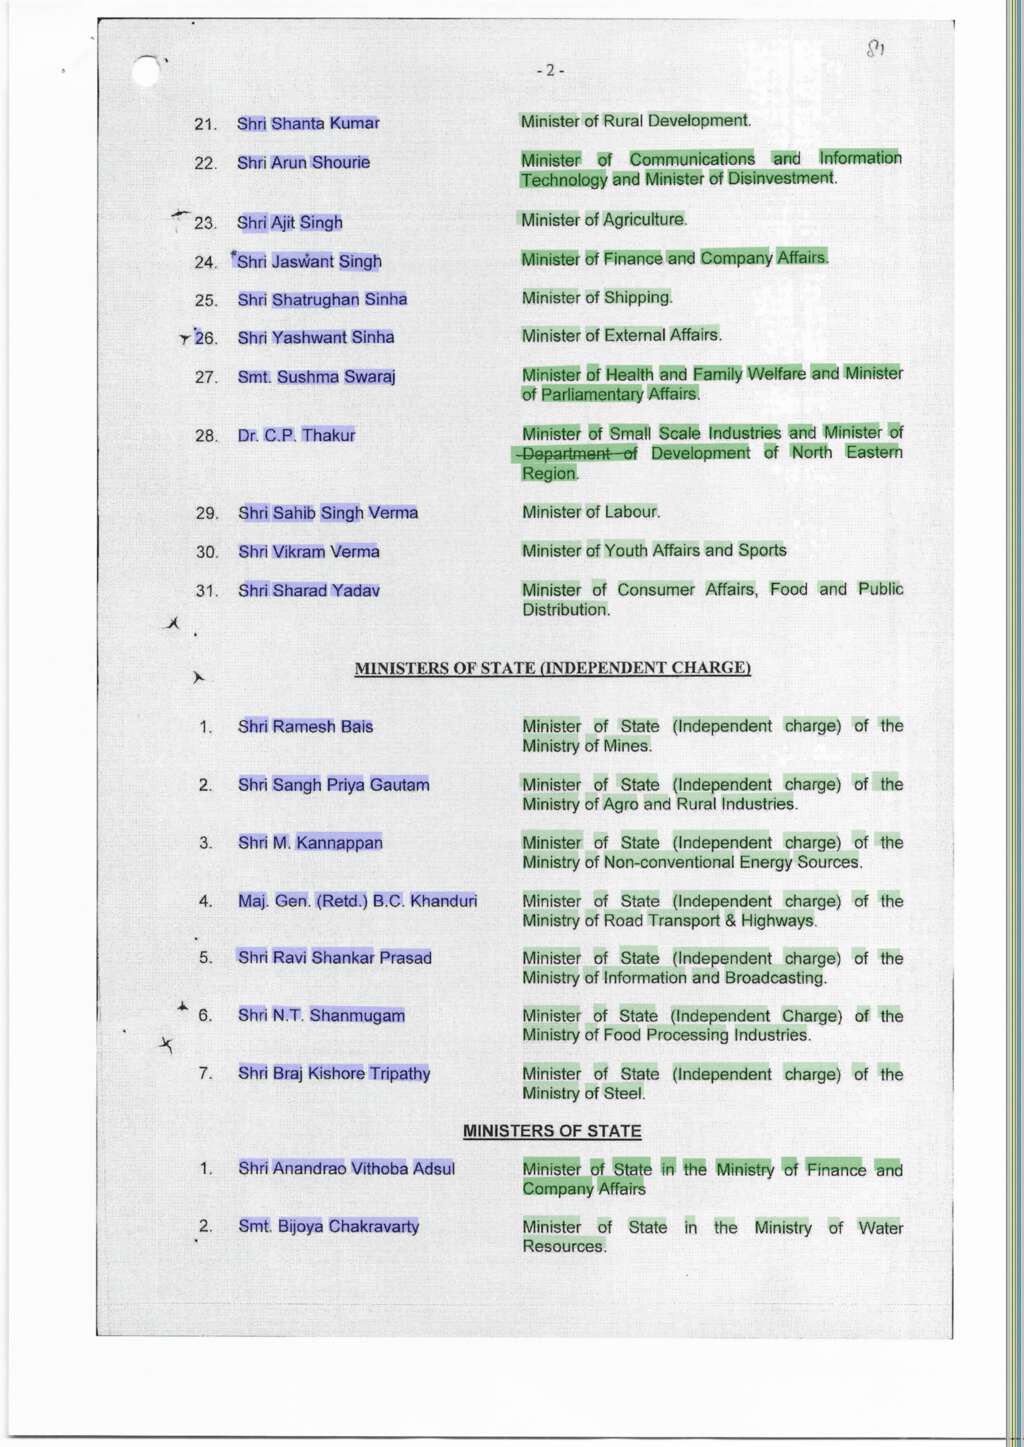 81
- 2 -
21. Shri Shanta Kumar Minister of Rural Development.
22. Shri Arun Shourie Minister of Communications and Information
Technology and Minister of Disinvestment.
23. Shri Ajit Singh Minister of Agriculture.
24. *Shri Jaswant Singh Minister of Finance and Company Affairs.
25. Shri Shatrughan Sinha Minister of Shipping.
26. Shri Yashwant Sinha Minister of External Affairs.
27. Smt. Sushma Swaraj Minister of Health and Family Welfare and Minister
of Parliamentary Affairs.
28. Dr. C.P. Thakur Minister of Small Scale Industries and Minister of
Department of Development of North Eastern
Region.
29. Shri Sahib Singh Verma Minister of Labour.
30. Shri Vikram Verma Minister of Youth Affairs and Sports
31. Shri Sharad Yadav Minister of Consumer Affairs, Food and Public
Distribution.
MINISTERS OF STATE (INDEPENDENT CHARGE)
1. Shri Ramesh Bais Minister of State (Independent charge) of the
Ministry of Mines.
2. Shri Sangh Priya Gautam Minister of State (Independent charge) of the
Ministry of Agro and Rural Industries.
3. Shri M. Kannappan Minister of State (Independent charge) of the
Ministry of Non-conventional Energy Sources.
4. Maj. Gen. (Retd.) B.C. Khanduri Minister of State (Independent charge) of the
Ministry of Road Transport & Highways.
5. Shri Ravi Shankar Prasad Minister of State (Independent charge) of the
Ministry of Information and Broadcasting.
6. Shri N.T. Shanmugam Minister of State (Independent Charge) of the
Ministry of Food Processing Industries.
7. Shri Braj Kishore Tripathy Minister of State (Independent charge) of the
Ministry of Steel.
MINISTERS OF STATE
1. Shri Anandrao Vithoba Adsul Minister of State in the Ministry of Finance and
Company Affairs
2. Smt. Bijoya Chakravarty Minister of State in the Ministry of Water
Resources.